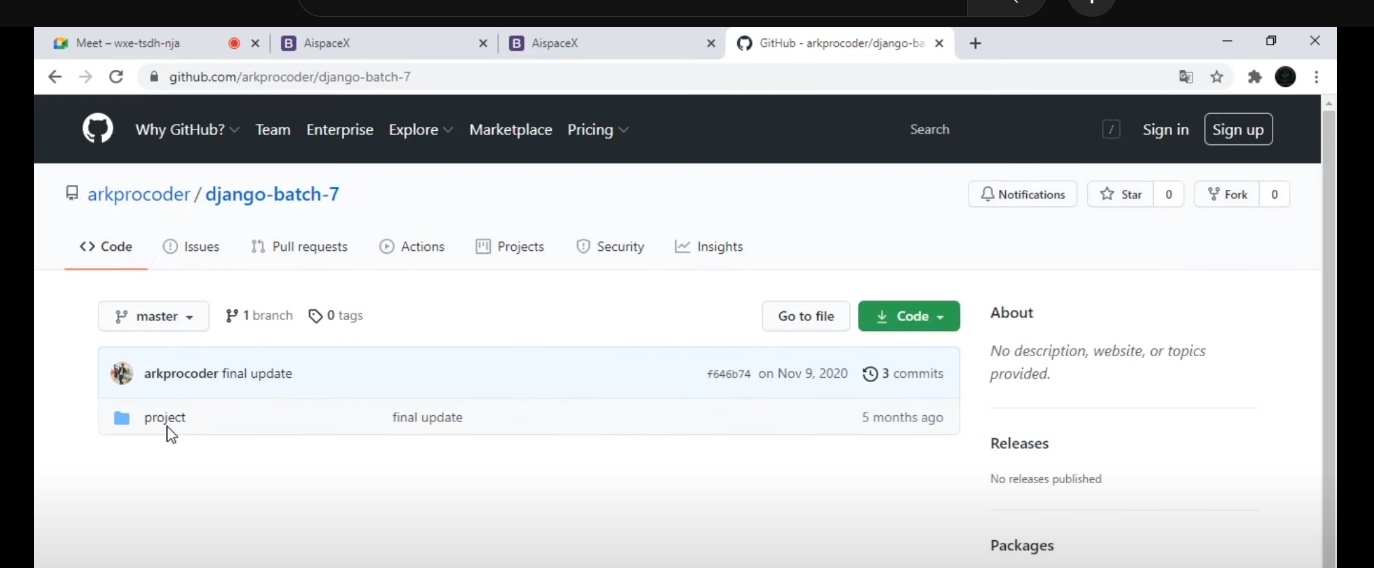 Meet – wxe-tsdh-nja
B AispaceX
B AispaceX
GitHub - arkprocoder/django-ba
github.com/arkprocoder/django-batch-7
Why GitHub? Team Enterprise Explore Marketplace Pricing Search / Sign in Sign up
arkprocoder / django-batch-7
Notifications Star 0 Fork 0
Code Issues Pull requests Actions Projects Security Insights
master 1 branch 0 tags Go to file Code
arkprocoder final update f646b74 on Nov 9, 2020 3 commits
project final update 5 months ago
About
No description, website, or topics
provided.
Releases
No releases published
Packages